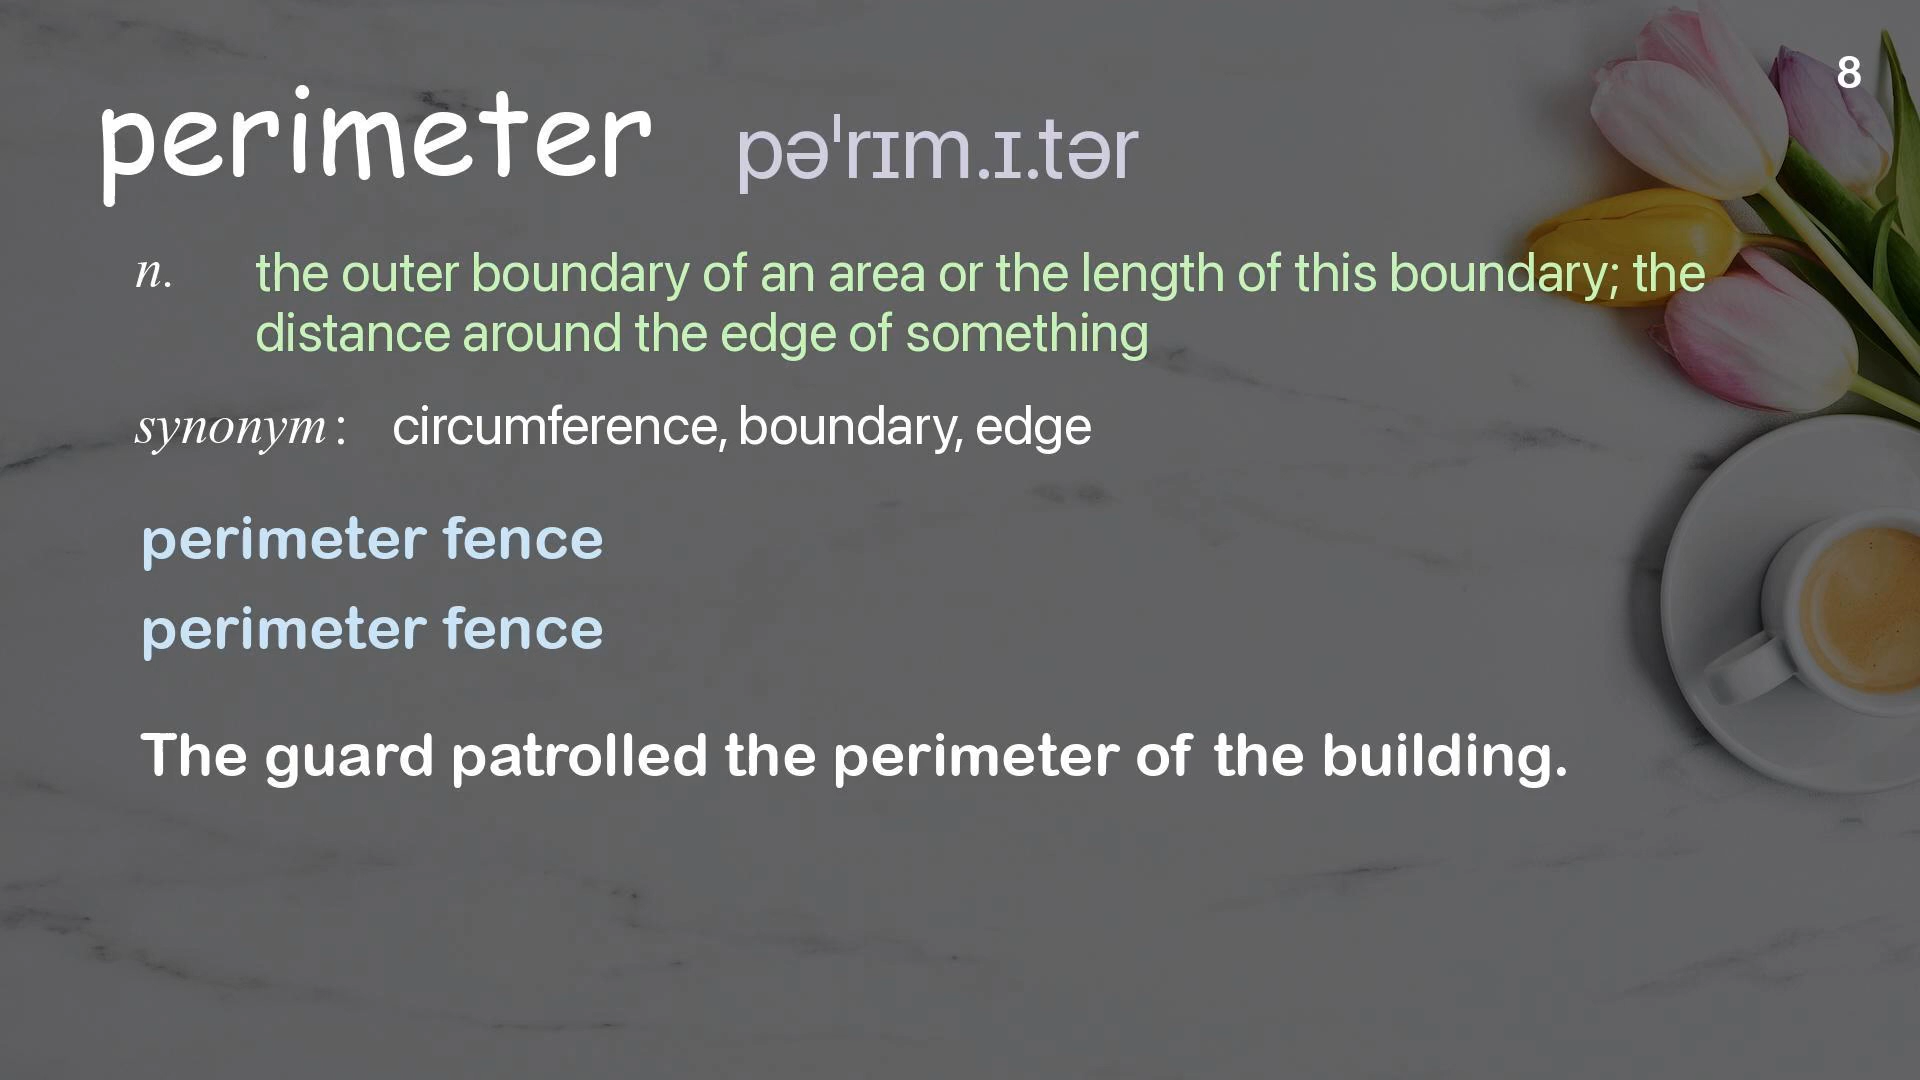 8
perimeter pəˈrɪm.ɪ.tər
n. the outer boundary of an area or the length of this boundary; the
distance around the edge of something
synonym: circumference, boundary, edge
perimeter fence
perimeter fence
The guard patrolled the perimeter of the building.